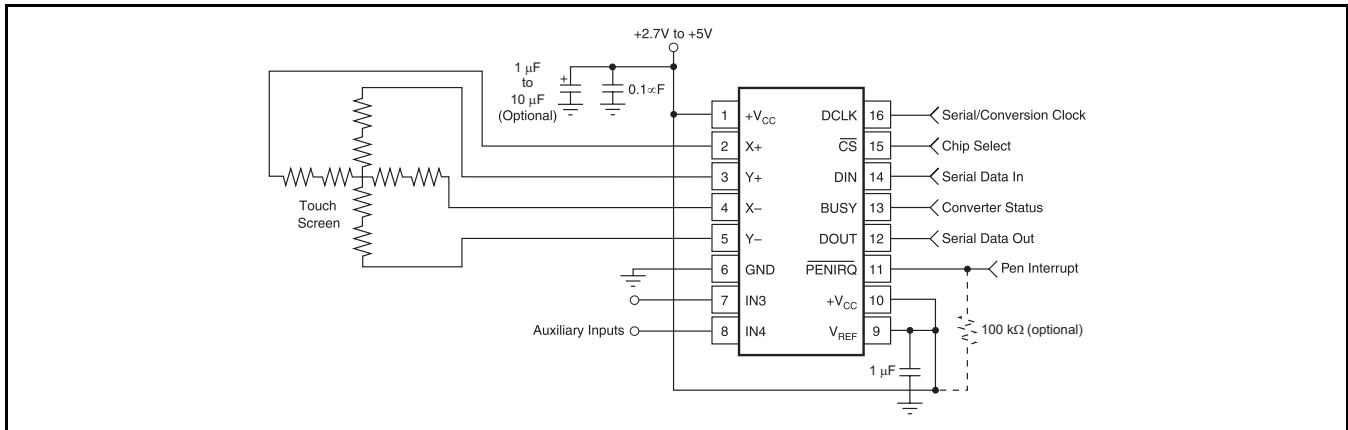 +2.7V to +5V
1 μF
to
10 μF
(Optional)
+
0.1∝F
1 +VCC DCLK 16 Serial/Conversion Clock
2 X+ C̅S̅ 15 Chip Select
3 Y+ DIN 14 Serial Data In
Touch
Screen
4 X– BUSY 13 Converter Status
5 Y– DOUT 12 Serial Data Out
6 GND P̅E̅N̅I̅R̅Q̅ 11 Pen Interrupt
7 IN3 +VCC 10
Auxiliary Inputs 8 IN4 VREF 9 100 kΩ (optional)
1 μF